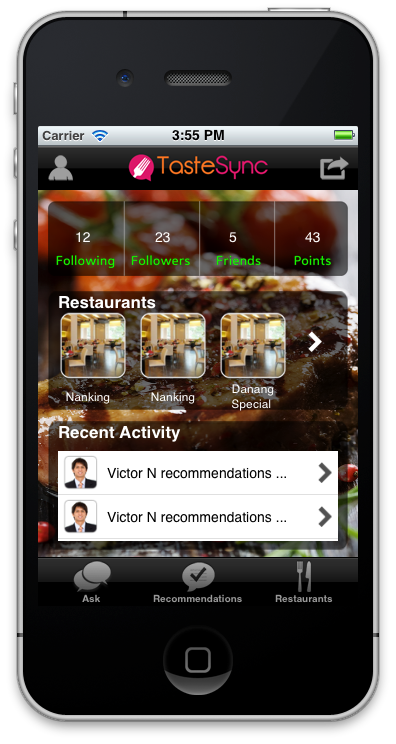 Carrier 3:55 PM
TasteSync
12 23 5 43
Following Followers Friends Points
Restaurants
Nanking Nanking Danang
Special
Recent Activity
Victor N recommendations ...
Victor N recommendations ...
Ask Recommendations Restaurants